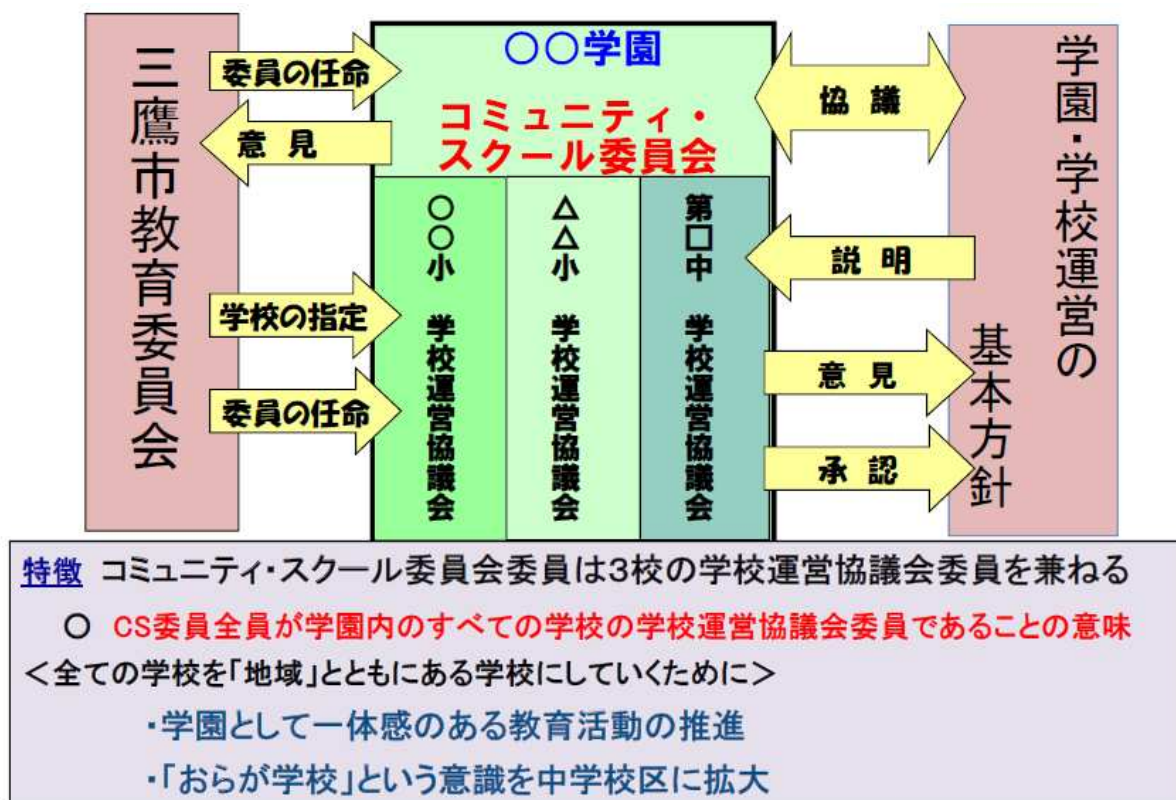 三鷹市教育委員会
委員の任命
意見
学校の指定
委員の任命
〇〇学園
コミュニティ・
スクール委員会
〇〇小 学校運営協議会
△△小 学校運営協議会
第□中 学校運営協議会
協議
説明
意見
承認
学園・学校運営の
基本方針
特徴 コミュニティ・スクール委員会委員は3校の学校運営協議会委員を兼ねる
〇 CS委員全員が学園内のすべての学校の学校運営協議会委員であることの意味
＜全ての学校を「地域」とともにある学校にしていくために＞
・学園として一体感のある教育活動の推進
・「おらが学校」という意識を中学校区に拡大